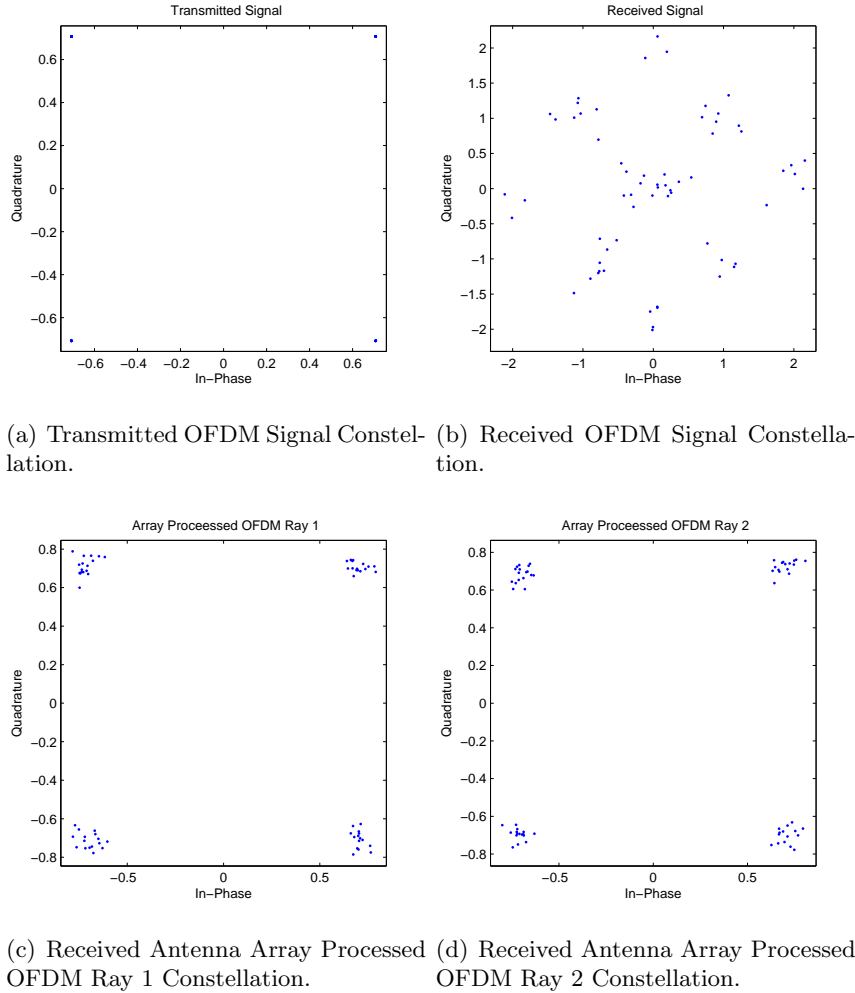 Transmitted Signal
0.6
0.4
0.2
0
−0.2
−0.4
−0.6
Quadrature
−0.6 −0.4 −0.2 0 0.2 0.4 0.6
In−Phase
Received Signal
2
1.5
1
0.5
0
−0.5
−1
−1.5
−2
Quadrature
−2 −1 0 1 2
In−Phase
(a) Transmitted OFDM Signal Constel-
lation.
(b) Received OFDM Signal Constella-
tion.
Array Proceessed OFDM Ray 1
0.8
0.6
0.4
0.2
0
−0.2
−0.4
−0.6
−0.8
Quadrature
−0.5 0 0.5
In−Phase
Array Proceessed OFDM Ray 2
0.8
0.6
0.4
0.2
0
−0.2
−0.4
−0.6
−0.8
Quadrature
−0.5 0 0.5
In−Phase
(c) Received Antenna Array Processed
OFDM Ray 1 Constellation.
(d) Received Antenna Array Processed
OFDM Ray 2 Constellation.